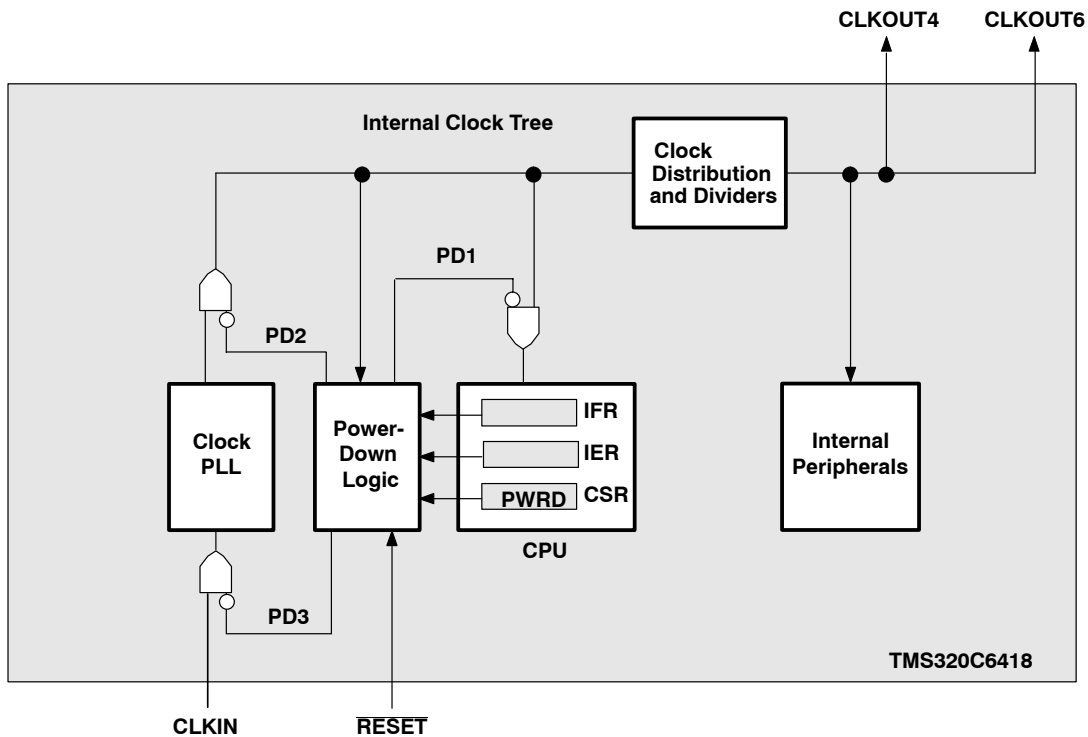 CLKOUT4 CLKOUT6
Internal Clock Tree
Clock
Distribution
and Dividers
PD1
PD2
Clock
PLL
Power-
Down
Logic
IFR
IER
PWRD CSR
CPU
Internal
Peripherals
PD3
TMS320C6418
CLKIN RESET